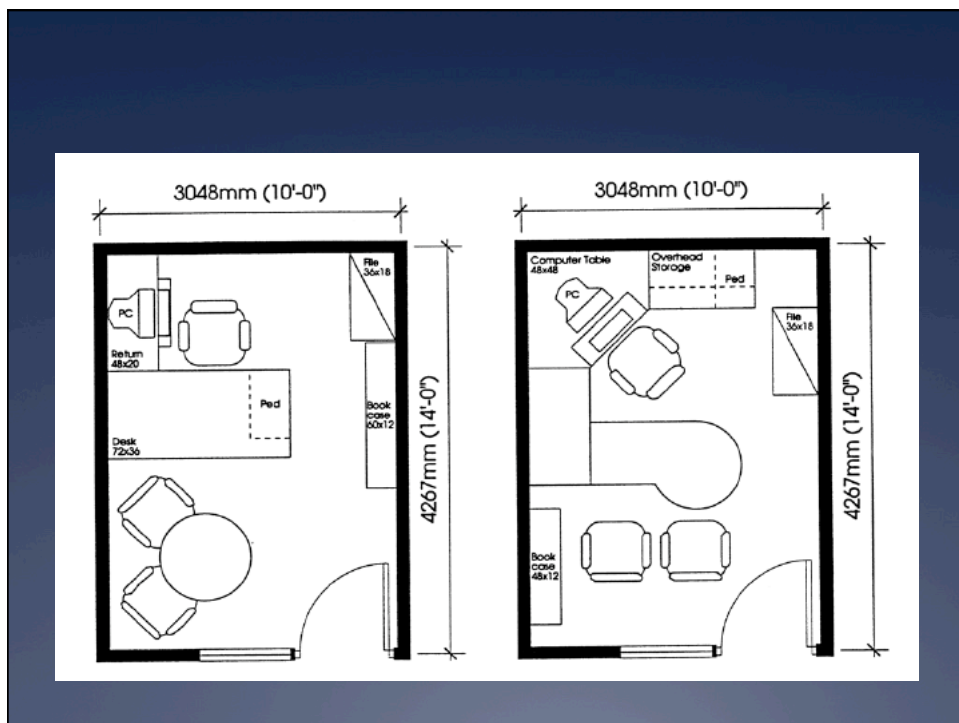 3048mm (10'-0")
File
36x18
PC
Return
48x20
Ped
Desk
72x36
Book
case
60x12
4267mm (14'-0")
3048mm (10'-0")
Computer Table
48x48
Overhead
Storage
Ped
PC
File
36x18
Book
case
48x12
4267mm (14'-0")